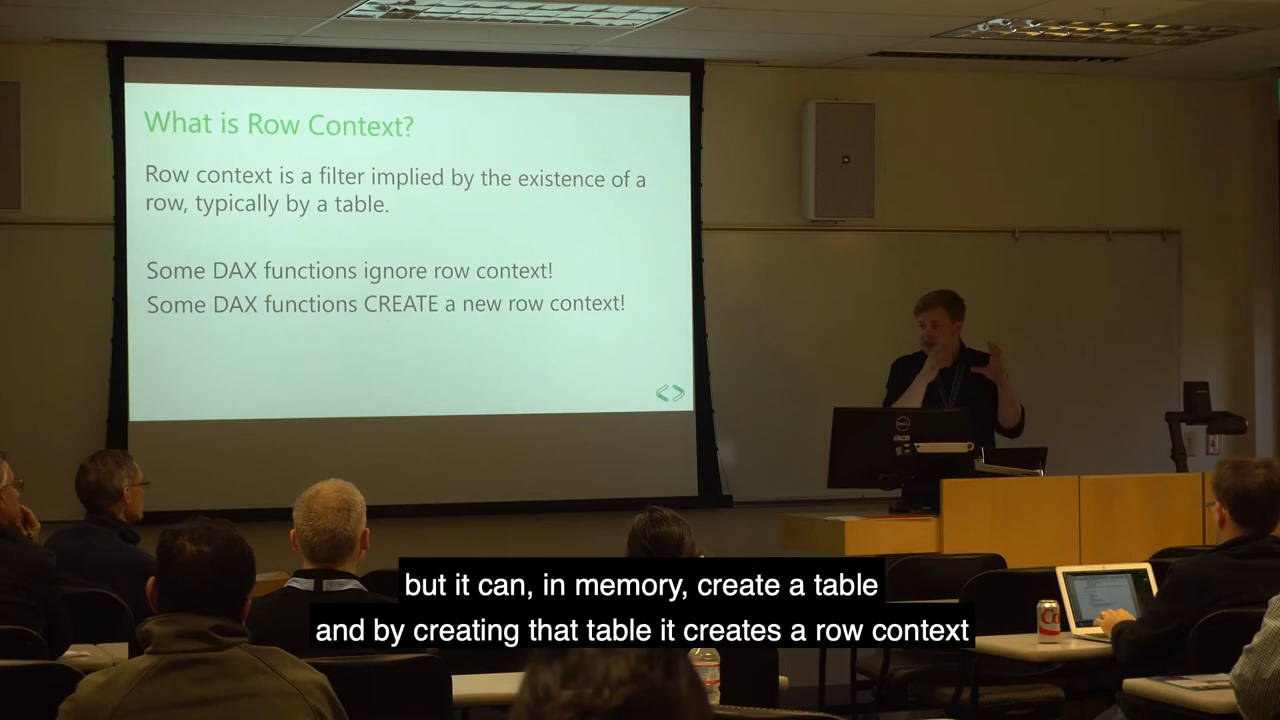 What is Row Context?
Row context is a filter implied by the existence of a
row, typically by a table.
Some DAX functions ignore row context!
Some DAX functions CREATE a new row context!
DELL
but it can, in memory, create a table
and by creating that table it creates a row context